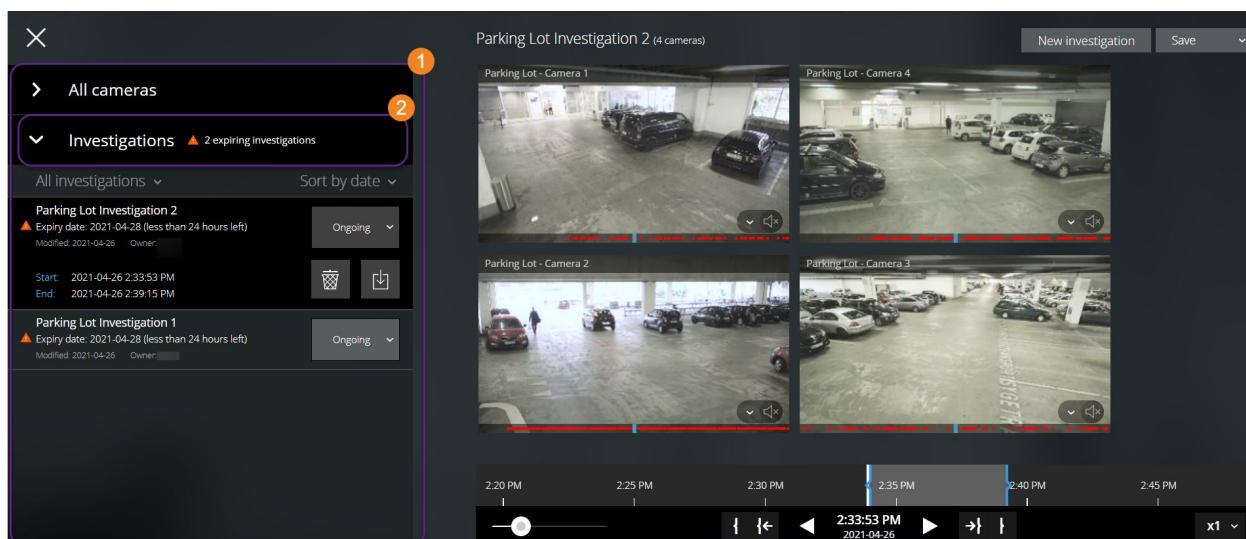 1
All cameras
2
Investigations 2 expiring investigations
All investigations Sort by date
Parking Lot Investigation 2
Expiry date: 2021-04-28 (less than 24 hours left)
Modified: 2021-04-26 Owner:
Ongoing
Start: 2021-04-26 2:33:53 PM
End: 2021-04-26 2:39:15 PM
Parking Lot Investigation 1
Expiry date: 2021-04-28 (less than 24 hours left)
Modified: 2021-04-26 Owner:
Ongoing
Parking Lot Investigation 2 (4 cameras)
New investigation
Save
Parking Lot - Camera 1
Parking Lot - Camera 4
Parking Lot - Camera 2
Parking Lot - Camera 3
2:20 PM 2:25 PM 2:30 PM 2:35 PM 2:40 PM 2:45 PM
2:33:53 PM
2021-04-26
x1